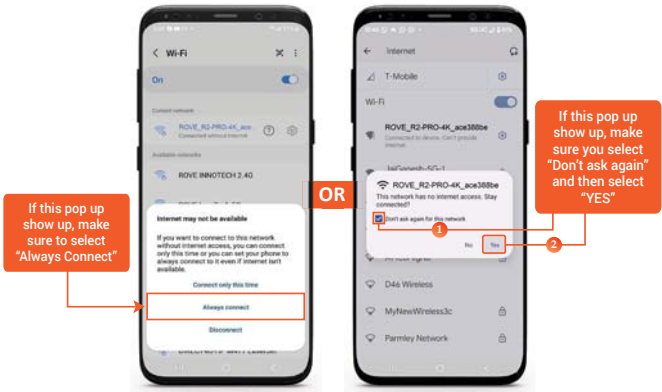 Wi-Fi
On
Current network
ROVE_R2-PRO-4K_ace...
Connected without internet
Available networks
ROVE INNOTECH 2.4G
Internet may not be available
If you want to connect to this network
without internet access, you can connect
only this time or you can set your phone to
always connect to it even if internet isn't
available.
Connect only this time
Always connect
Disconnect
If this pop up
show up, make
sure to select
"Always Connect"
OR
Internet
T-Mobile
Wi-Fi
ROVE_R2-PRO-4K_ace388be
Connected to device. Can't provide
internet.
JaiGanesh-5G-1
ROVE_R2-PRO-4K_ace388be
This network has no internet access. Stay
connected?
Don't ask again for this network
1
No
Yes
2
D46 Wireless
MyNewWireless3c
Parmley Network
If this pop up
show up, make
sure you select
"Don't ask again"
and then select
"YES"